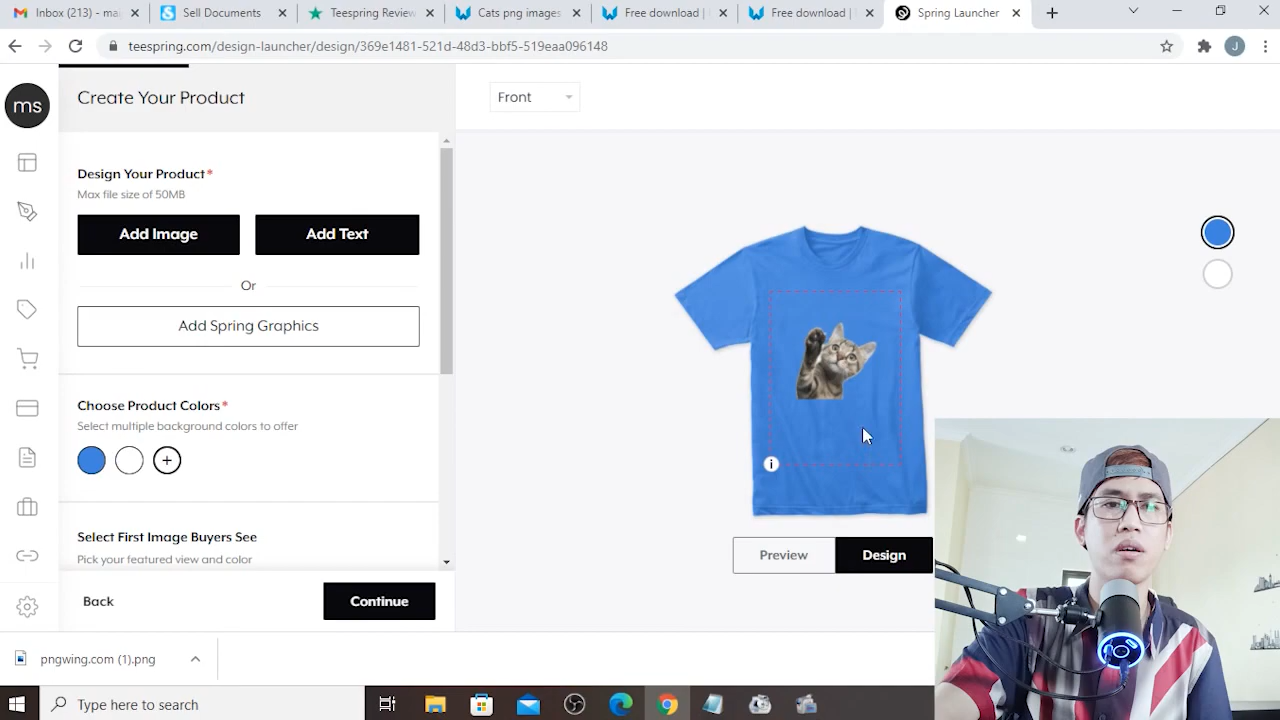 Inbox (213) - ma
Sell Documents
Teespring Review
Cats png images
Free download |
Free download |
Spring Launcher
teespring.com/design-launcher/design/369e1481-521d-48d3-bbf5-519eaa096148
J
ms
Create Your Product
Front
Design Your Product*
Max file size of 50MB
Add Image
Add Text
Or
Add Spring Graphics
Choose Product Colors*
Select multiple background colors to offer
Select First Image Buyers See
Pick your featured view and color
i
Preview
Design
Back
Continue
pngwing.com (1).png
Type here to search